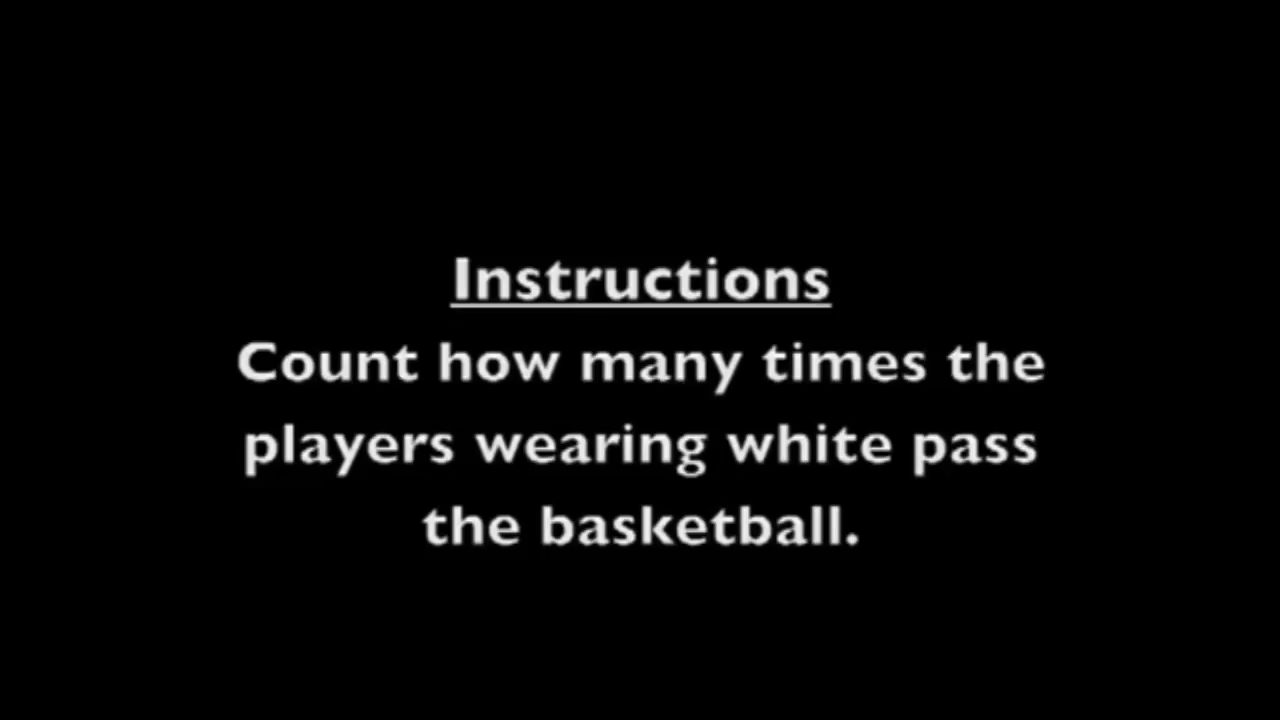 Instructions
Count how many times the
players wearing white pass
the basketball.